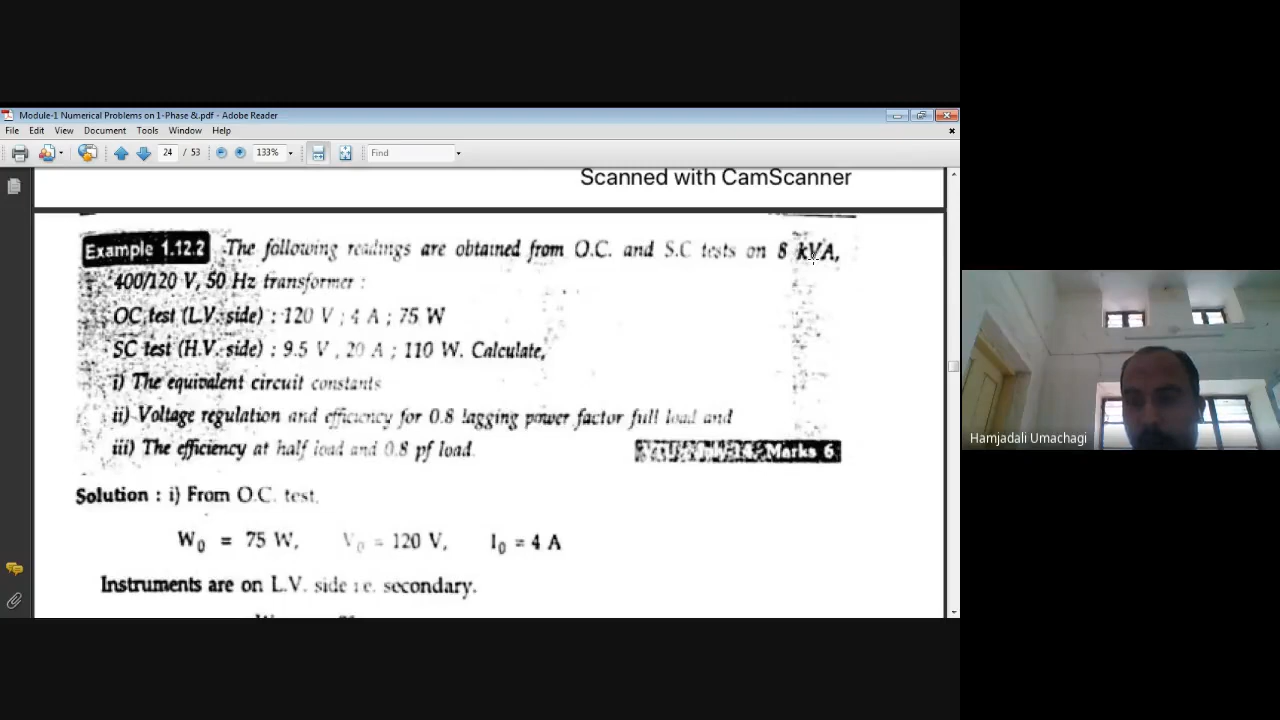 Module-1 Numerical Problems on 1-Phase &.pdf - Adobe Reader
File Edit View Document Tools Window Help
24 / 53 133% Find
Scanned with CamScanner
Example 1.12.2 The following readings are obtained from O.C. and S.C tests on 8 kVA,
400/120 V, 50 Hz transformer :
OC test (L.V. side) : 120 V ; 4 A ; 75 W
SC test (H.V. side) : 9.5 V , 20 A ; 110 W. Calculate,
i) The equivalent circuit constants
ii) Voltage regulation and efficiency for 0.8 lagging power factor full load and
iii) The efficiency at half load and 0.8 pf load.
Marks 6
Solution : i) From O.C. test,
W0 = 75 W, V0 = 120 V, I0 = 4 A
Instruments are on L.V. side i.e. secondary.
Hamjadali Umachagi